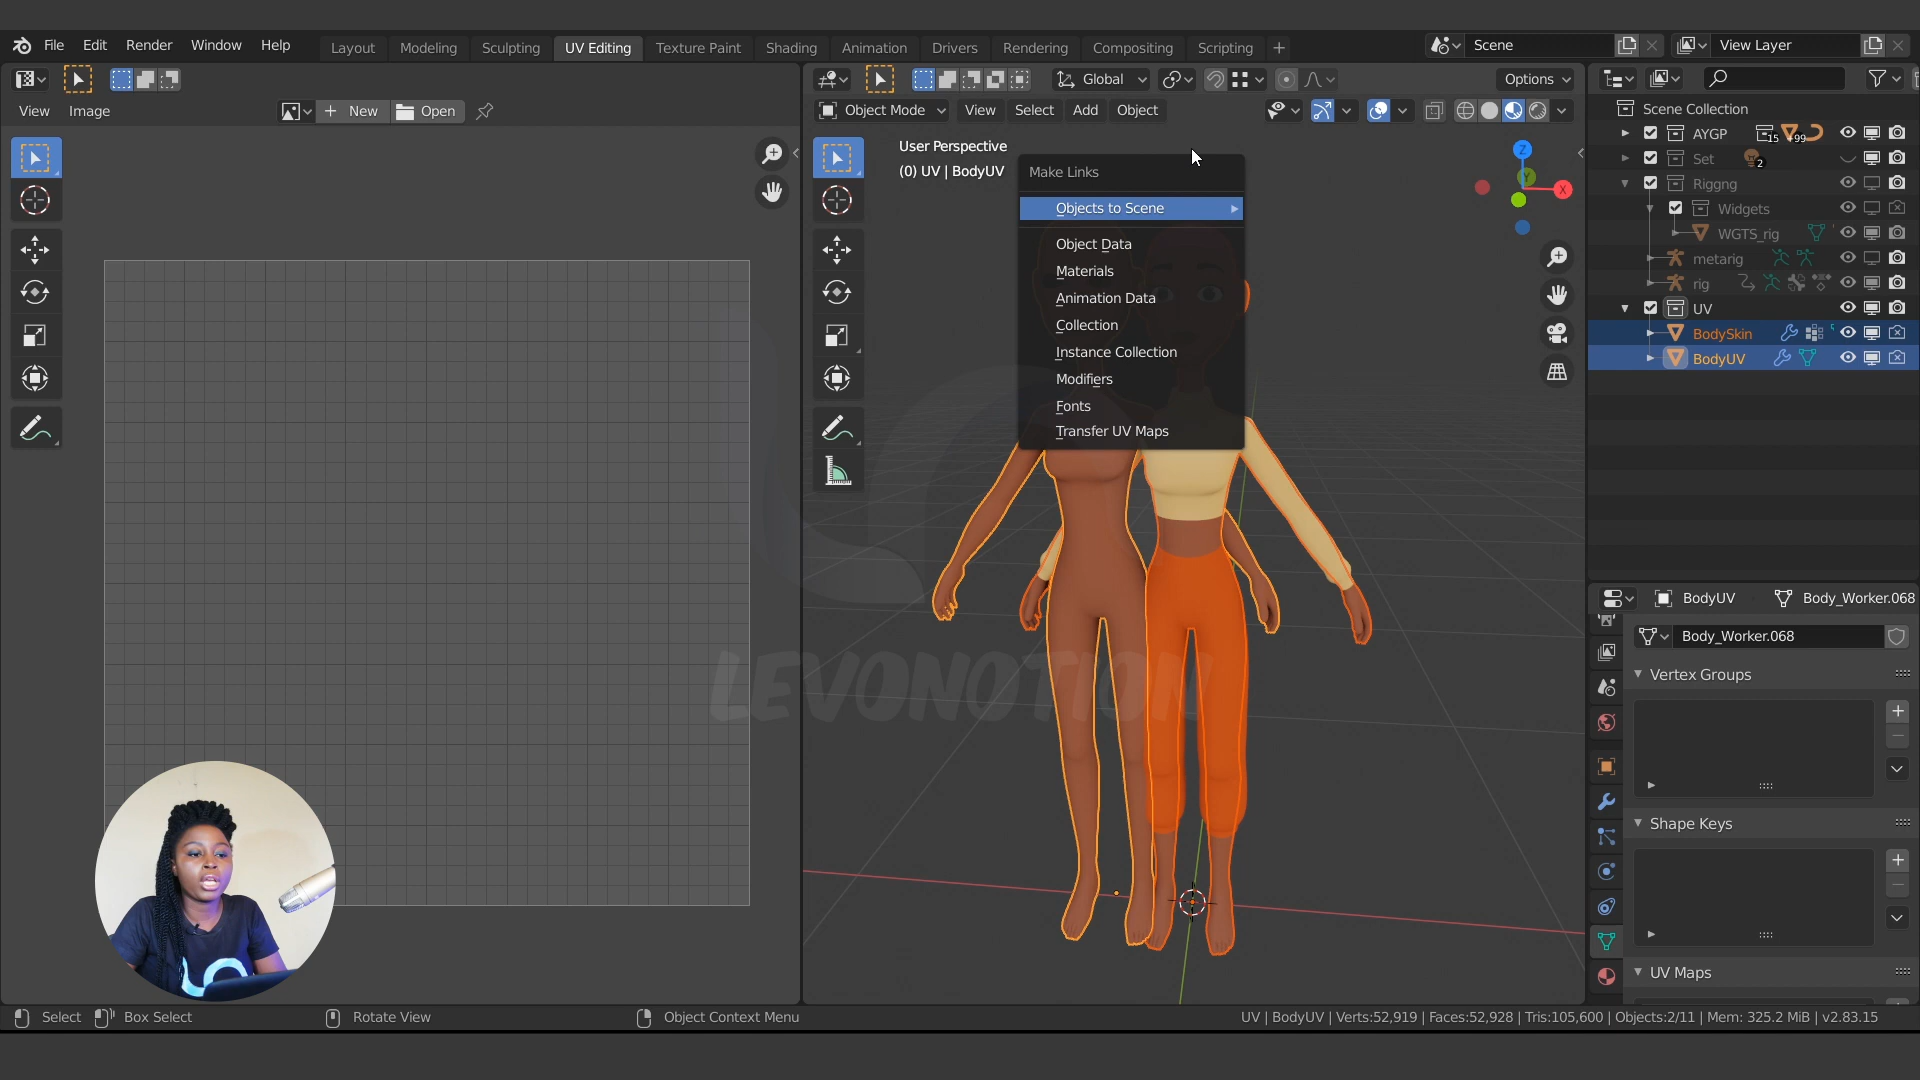 File Edit Render Window Help
Layout Modeling Sculpting UV Editing Texture Paint Shading Animation Drivers Rendering Compositing Scripting
Scene
View Layer
Global
Options
View Image
New
Open
Object Mode
View Select Add Object
User Perspective
(0) UV | BodyUV
Make Links
Objects to Scene
Object Data
Materials
Animation Data
Collection
Instance Collection
Modifiers
Fonts
Transfer UV Maps
Z
Y
X
LEVONOTION
Scene Collection
AYGP
15
+99
Set
2
Riggng
Widgets
WGTS_rig
metarig
rig
UV
BodySkin
BodyUV
BodyUV
Body_Worker.068
Body_Worker.068
Vertex Groups
Shape Keys
UV Maps
Select
Box Select
Rotate View
Object Context Menu
UV | BodyUV | Verts:52,919 | Faces:52,928 | Tris:105,600 | Objects:2/11 | Mem: 325.2 MiB | v2.83.15